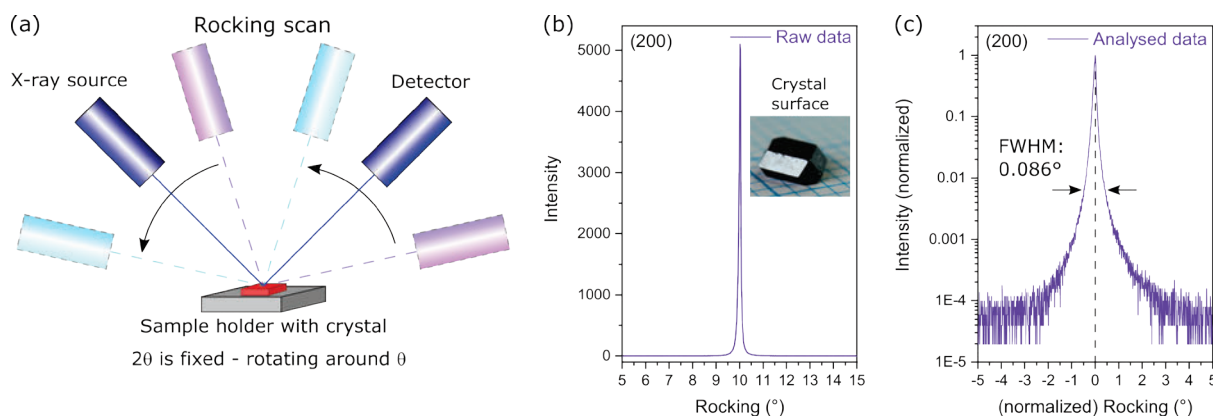 (a)
Rocking scan
X-ray source
Detector
Sample holder with crystal
2θ is fixed - rotating around θ
(b)
(200)
Raw data
Crystal
surface
Intensity
5000
4000
3000
2000
1000
0
5 6 7 8 9 10 11 12 13 14 15
Rocking (°)
(c)
(200)
Analysed data
FWHM:
0.086°
Intensity (normalized)
1
0.1
0.01
0.001
1E-4
1E-5
-5 -4 -3 -2 -1 0 1 2 3 4 5
(normalized) Rocking (°)